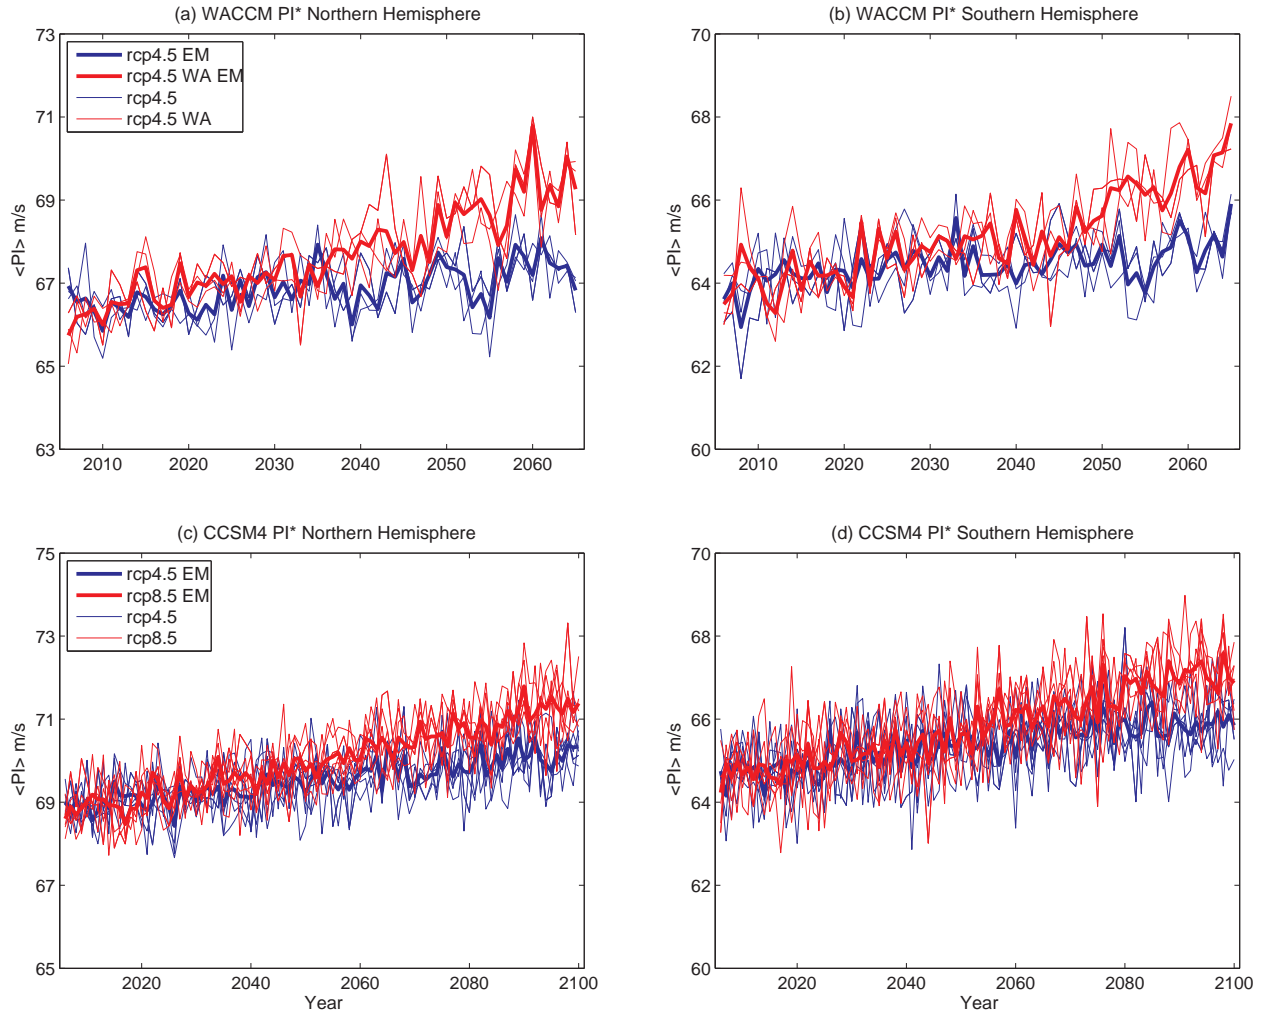 (a) WACCM PI* Northern Hemisphere
73
71
69
67
65
63
<PI> m/s
rcp4.5 EM
rcp4.5 WA EM
rcp4.5
rcp4.5 WA
2010 2020 2030 2040 2050 2060
(b) WACCM PI* Southern Hemisphere
70
68
66
64
62
60
<PI> m/s
2010 2020 2030 2040 2050 2060
(c) CCSM4 PI* Northern Hemisphere
75
73
71
69
67
65
<PI> m/s
rcp4.5 EM
rcp8.5 EM
rcp4.5
rcp8.5
2020 2040 2060 2080 2100
Year
(d) CCSM4 PI* Southern Hemisphere
70
68
66
64
62
60
<PI> m/s
2020 2040 2060 2080 2100
Year